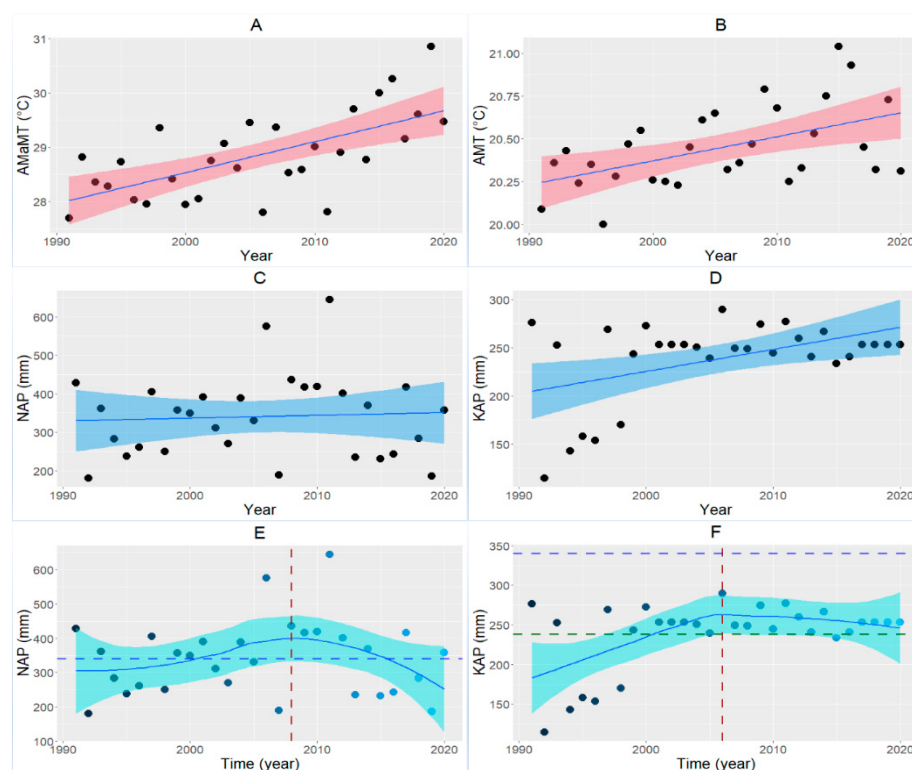 A
AMaMT (°C)
31
30
29
28
1990
2000
2010
2020
Year
B
AMT (°C)
21.00
20.75
20.50
20.25
20.00
1990
2000
2010
2020
Year
C
NAP (mm)
600
500
400
300
200
1990
2000
2010
2020
Year
D
KAP (mm)
300
250
200
150
1990
2000
2010
2020
Year
E
NAP (mm)
600
500
400
300
200
100
1990
2000
2010
2020
Time (year)
F
KAP (mm)
350
300
250
200
150
1990
2000
2010
2020
Time (year)